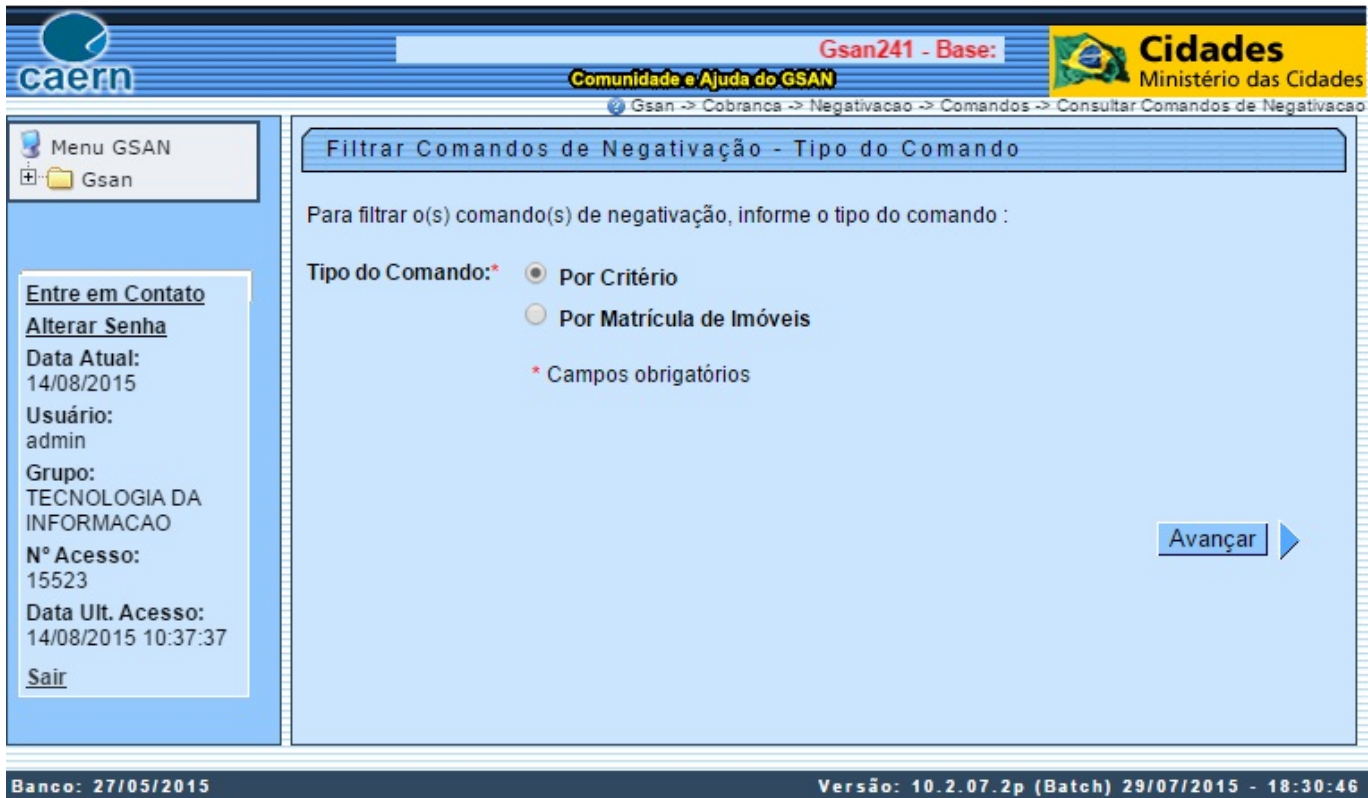 caern
Gsan241 - Base:
Comunidade e Ajuda do GSAN
Cidades
Ministério das Cidades
Gsan -> Cobranca -> Negativacao -> Comandos -> Consultar Comandos de Negativacao
Menu GSAN
Gsan
Entre em Contato
Alterar Senha
Data Atual:
14/08/2015
Usuário:
admin
Grupo:
TECNOLOGIA DA
INFORMACAO
Nº Acesso:
15523
Data Ult. Acesso:
14/08/2015 10:37:37
Sair
Filtrar Comandos de Negativação - Tipo do Comando
Para filtrar o(s) comando(s) de negativação, informe o tipo do comando :
Tipo do Comando:* Por Critério
Por Matrícula de Imóveis
* Campos obrigatórios
Avançar
Banco: 27/05/2015
Versão: 10.2.07.2p (Batch) 29/07/2015 - 18:30:46